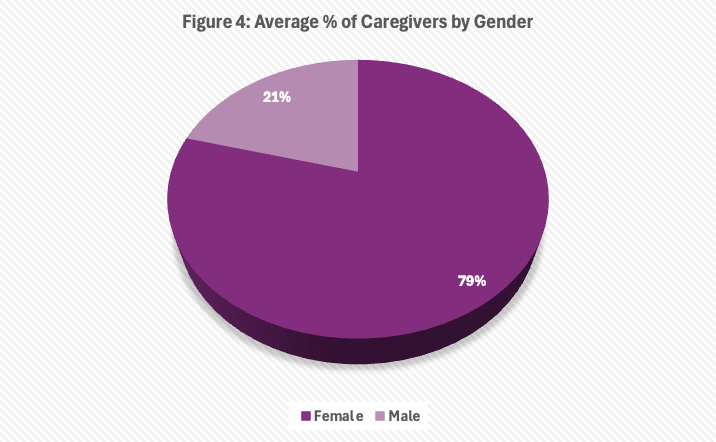 Figure 4: Average % of Caregivers by Gender
21%
79%
Female Male